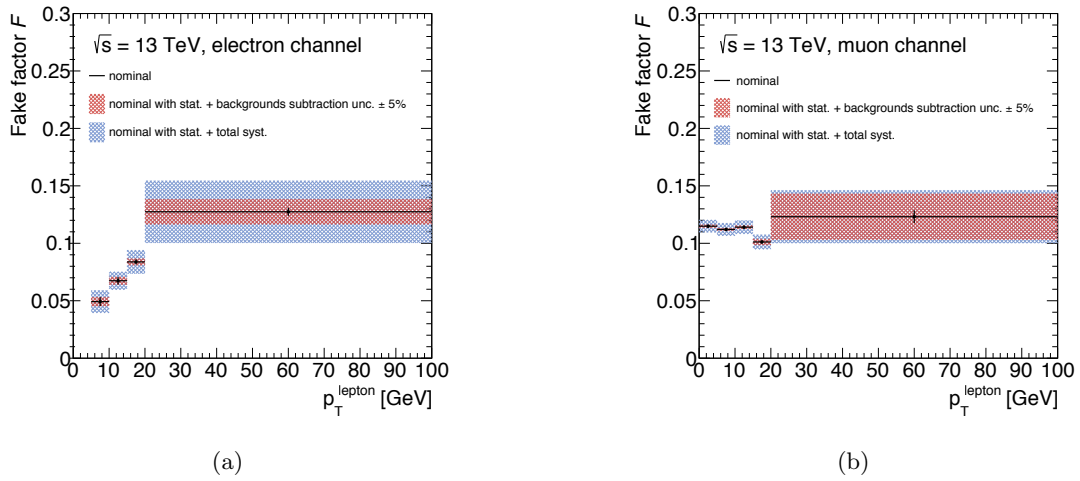 Fake factor F
0.3
0.25
0.2
0.15
0.1
0.05
0
√s = 13 TeV, electron channel
nominal
nominal with stat. + backgrounds subtraction unc. ± 5%
nominal with stat. + total syst.
0 10 20 30 40 50 60 70 80 90 100
p_T^lepton [GeV]
(a)
Fake factor F
0.3
0.25
0.2
0.15
0.1
0.05
0
√s = 13 TeV, muon channel
nominal
nominal with stat. + backgrounds subtraction unc. ± 5%
nominal with stat. + total syst.
0 10 20 30 40 50 60 70 80 90 100
p_T^lepton [GeV]
(b)